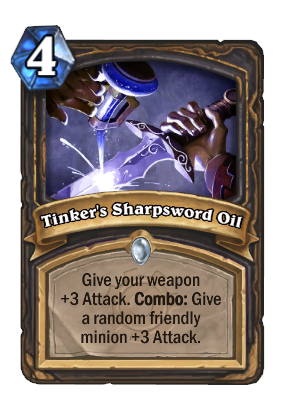 4
Tinker's Sharpsword Oil
Give your weapon
+3 Attack. Combo: Give
a random friendly
minion +3 Attack.